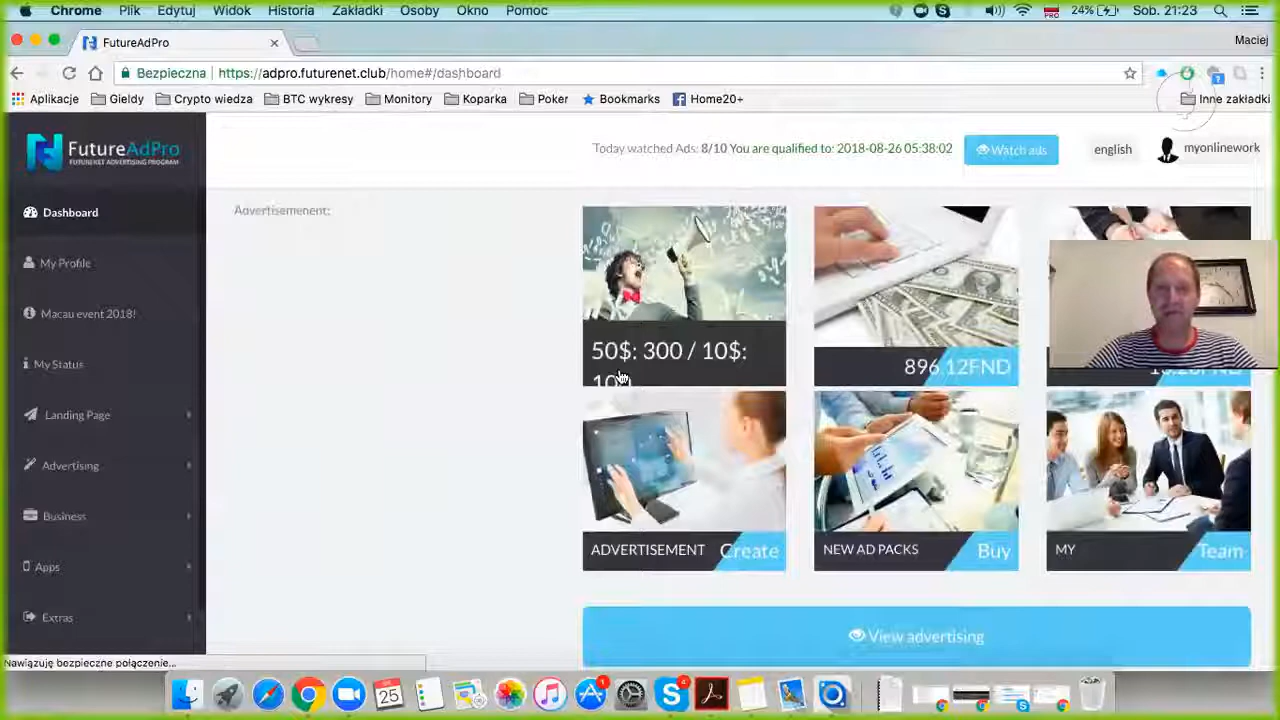 Chrome Plik Edytuj Widok Historia Zakładki Osoby Okno Pomoc
24% Sob. 21:23
FutureAdPro
Maciej
Bezpieczna https://adpro.futurenet.club/home#/dashboard
Aplikacje Gieldy Crypto wiedza BTC wykresy Monitory Koparka Poker Bookmarks Home20+ Inne zakładki
FutureAdPro
FUTURENET ADVERTISING PROGRAM
Today watched Ads: 8/10 You are qualified to: 2018-08-26 05:38:02
Watch ads
english
myonlinework
Dashboard
My Profile
Macau event 2018!
My Status
Landing Page
Advertising
Business
Apps
Extras
Advertisemenent:
50$: 300 / 10$:
896.12FND
ADVERTISEMENT Create
NEW AD PACKS Buy
MY Team
View advertising
Nawiązuję bezpieczne połączenie...
25